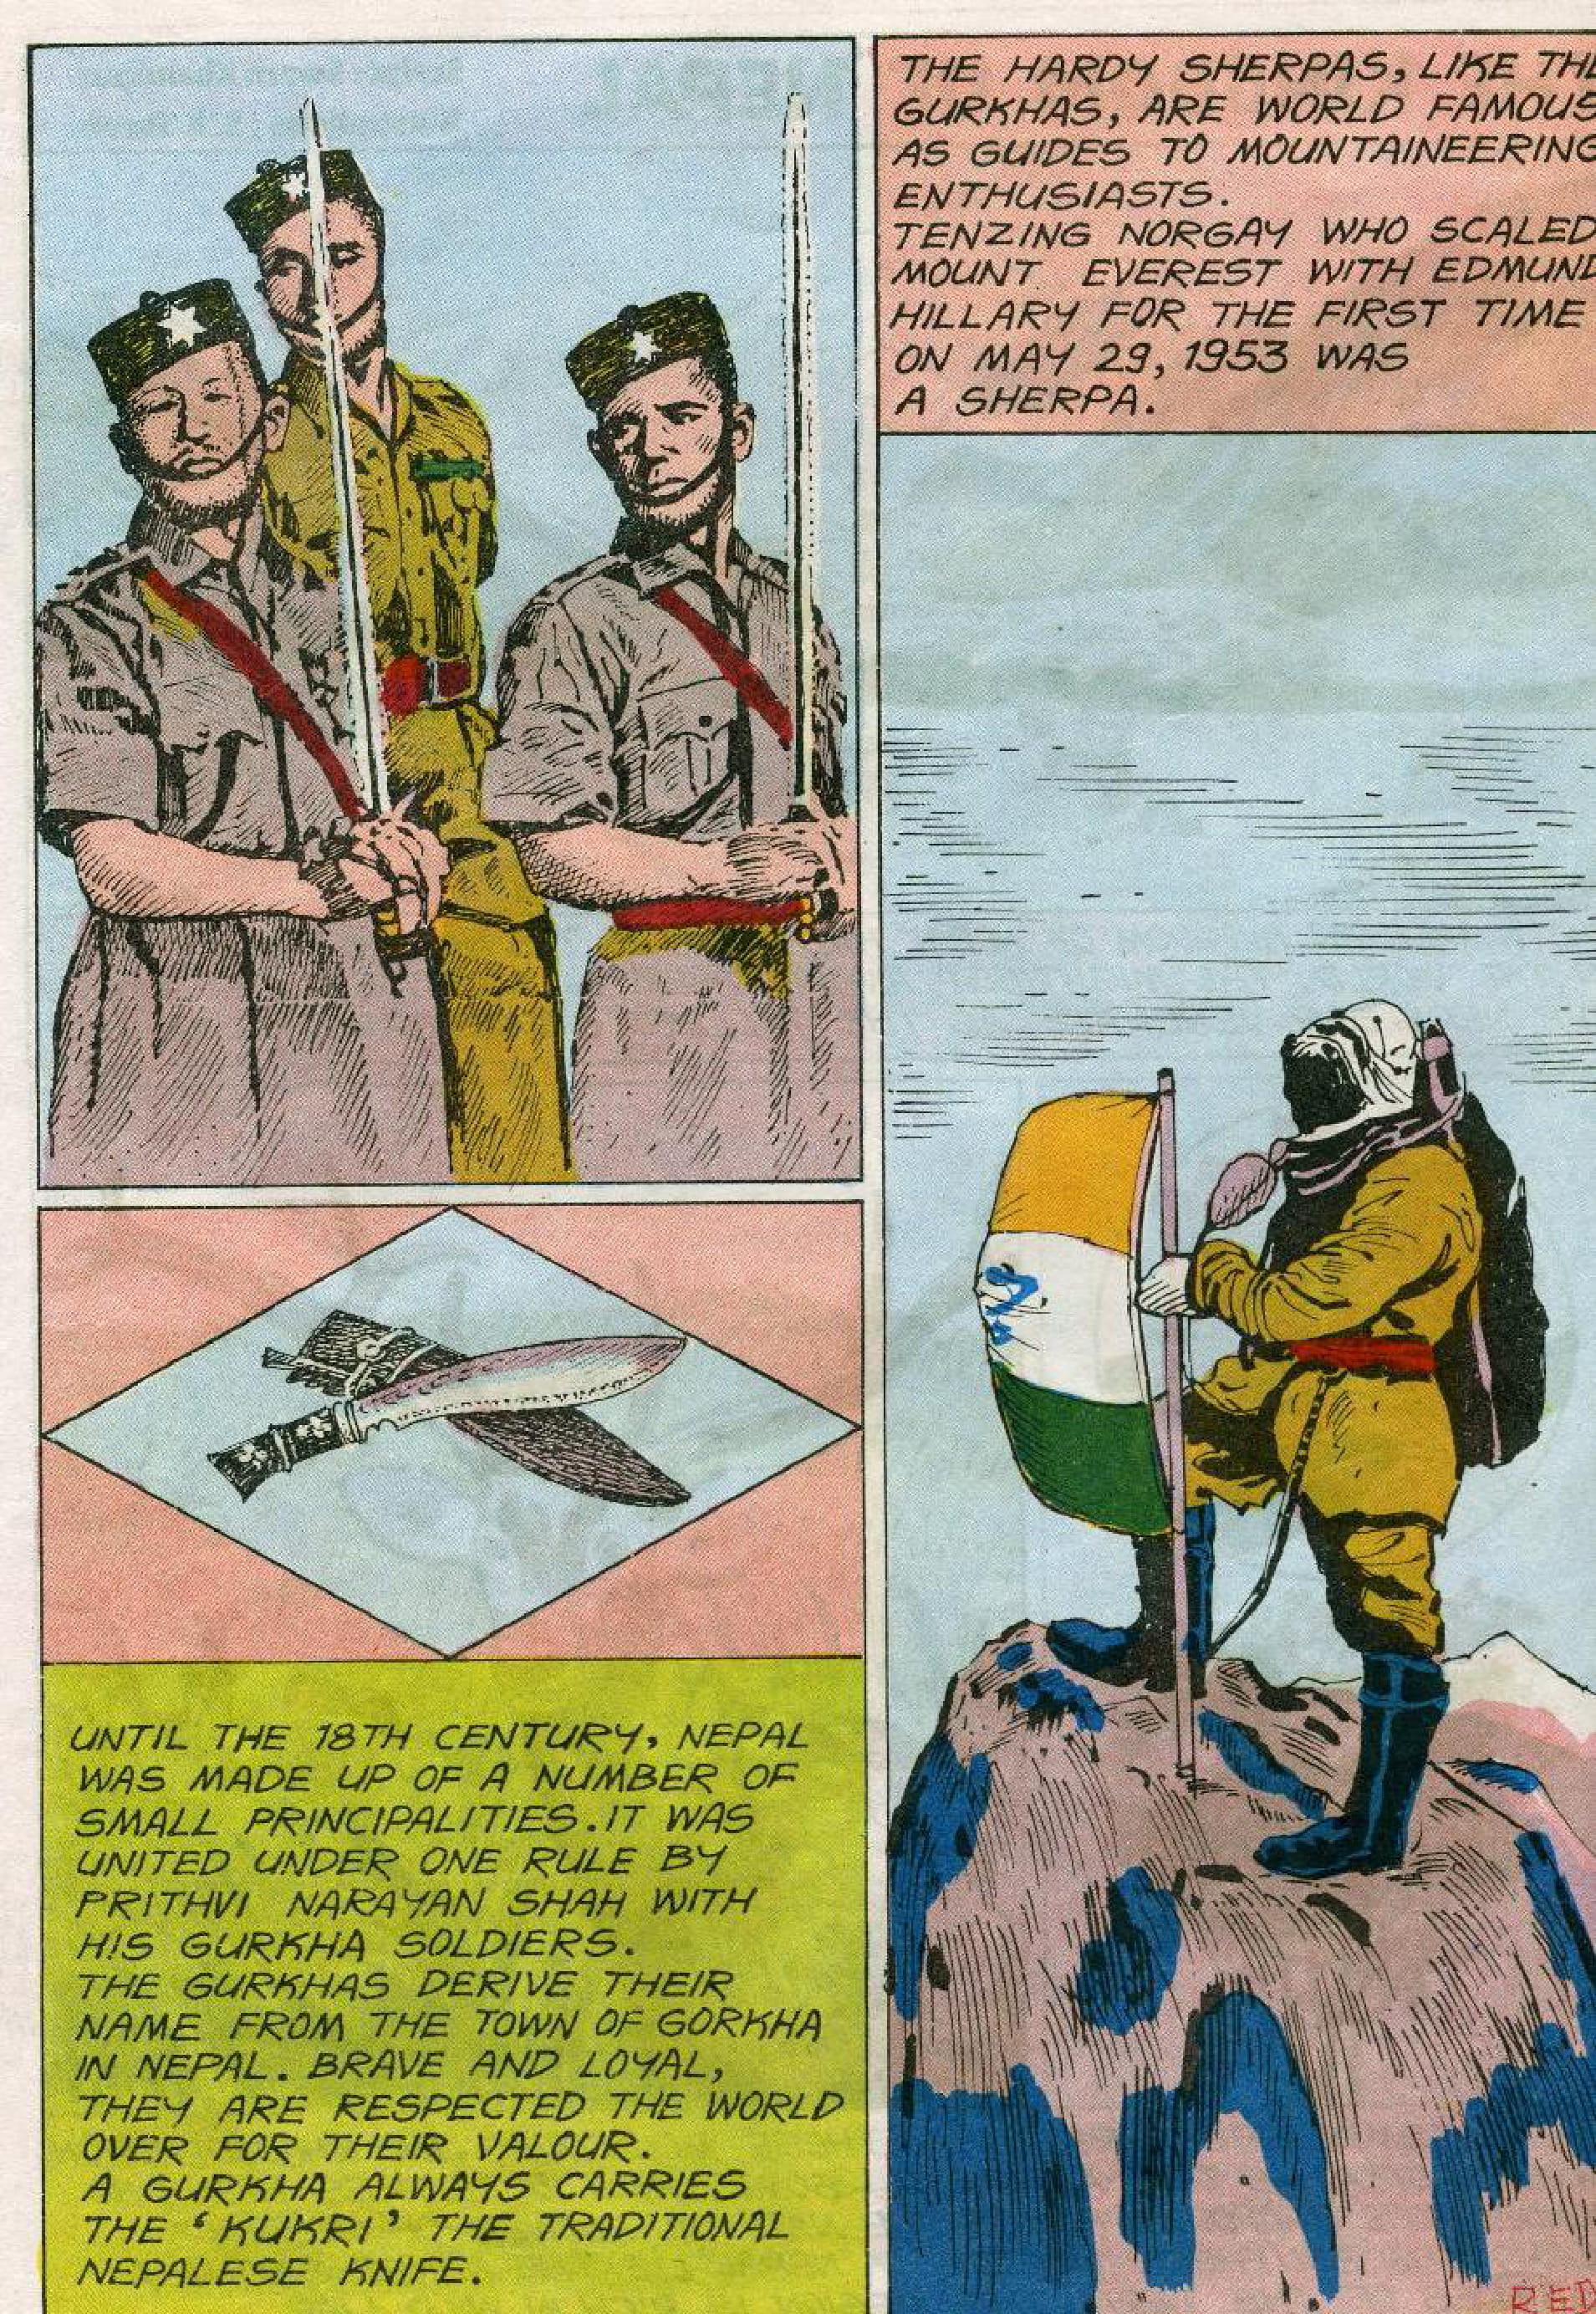 UNTIL THE 18TH CENTURY, NEPAL
WAS MADE UP OF A NUMBER OF
SMALL PRINCIPALITIES. IT WAS
UNITED UNDER ONE RULE BY
PRITHVI NARAYAN SHAH WITH
HIS GURKHA SOLDIERS.
THE GURKHAS DERIVE THEIR
NAME FROM THE TOWN OF GORKHA
IN NEPAL. BRAVE AND LOYAL,
THEY ARE RESPECTED THE WORLD
OVER FOR THEIR VALOUR.
A GURKHA ALWAYS CARRIES
THE 'KUKRI' THE TRADITIONAL
NEPALESE KNIFE.
THE HARDY SHERPAS, LIKE THE
GURKHAS, ARE WORLD FAMOUS
AS GUIDES TO MOUNTAINEERING
ENTHUSIASTS.
TENZING NORGAY WHO SCALED
MOUNT EVEREST WITH EDMUND
HILLARY FOR THE FIRST TIME
ON MAY 29, 1953 WAS
A SHERPA.